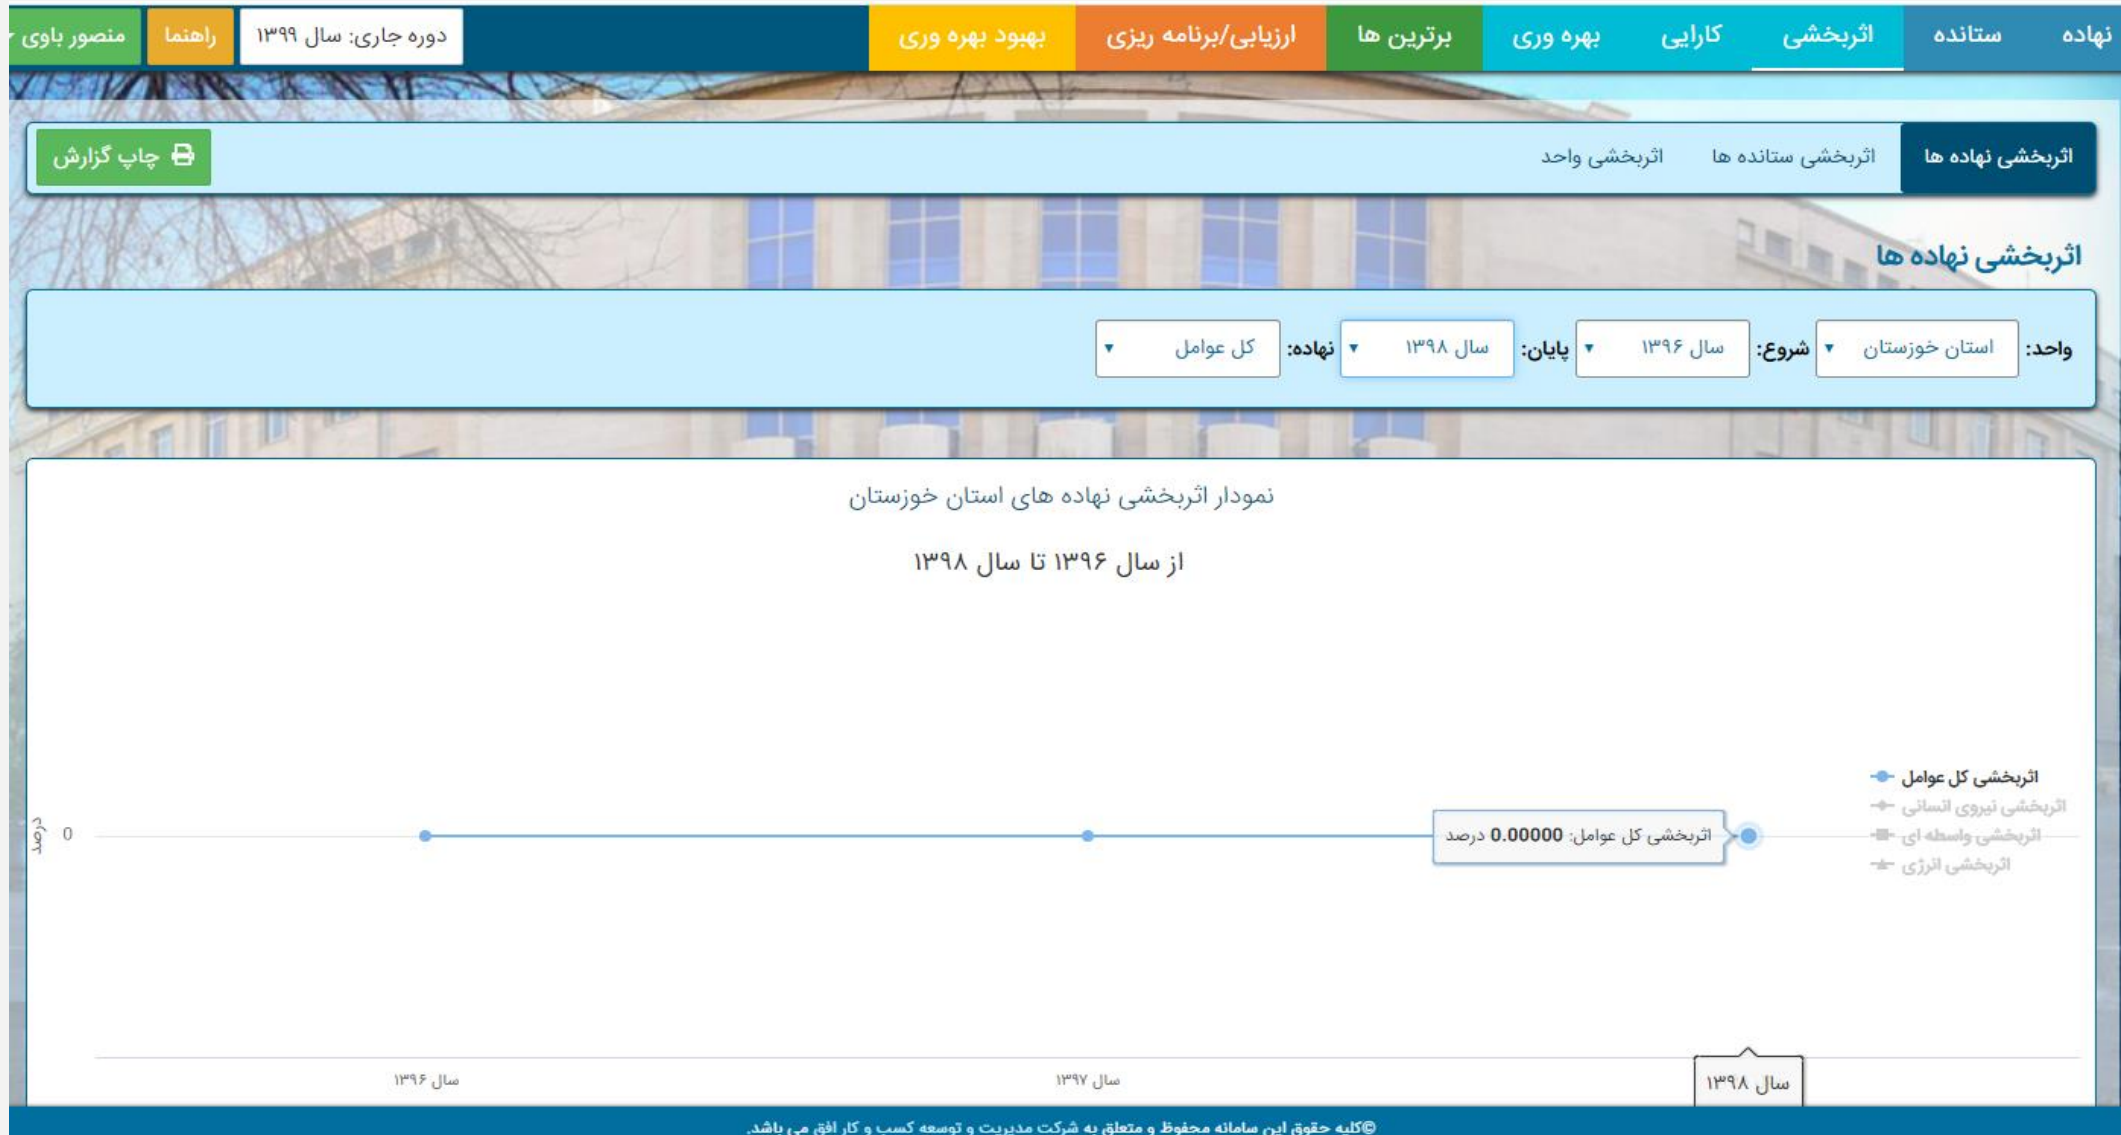 نهاده ستانده اثربخشی کارایی بهره وری برترین ها ارزیابی/برنامه ریزی بهبود بهره وری دوره جاری: سال ۱۳۹۹ راهنما منصور باوی
اثربخشی نهاده ها اثربخشی ستانده ها اثربخشی واحد چاپ گزارش
اثربخشی نهاده ها
واحد: استان خوزستان شروع: سال ۱۳۹۶ پایان: سال ۱۳۹۸ نهاده: کل عوامل
نمودار اثربخشی نهاده های استان خوزستان
از سال ۱۳۹۶ تا سال ۱۳۹۸
اثربخشی کل عوامل
اثربخشی نیروی انسانی
اثربخشی واسطه ای
اثربخشی انرژی
اثربخشی کل عوامل: 0.00000 درصد
0
درصد
سال ۱۳۹۶ سال ۱۳۹۷ سال ۱۳۹۸
©کلیه حقوق این سامانه محفوظ و متعلق به شرکت مدیریت و توسعه کسب و کار افق می باشد.